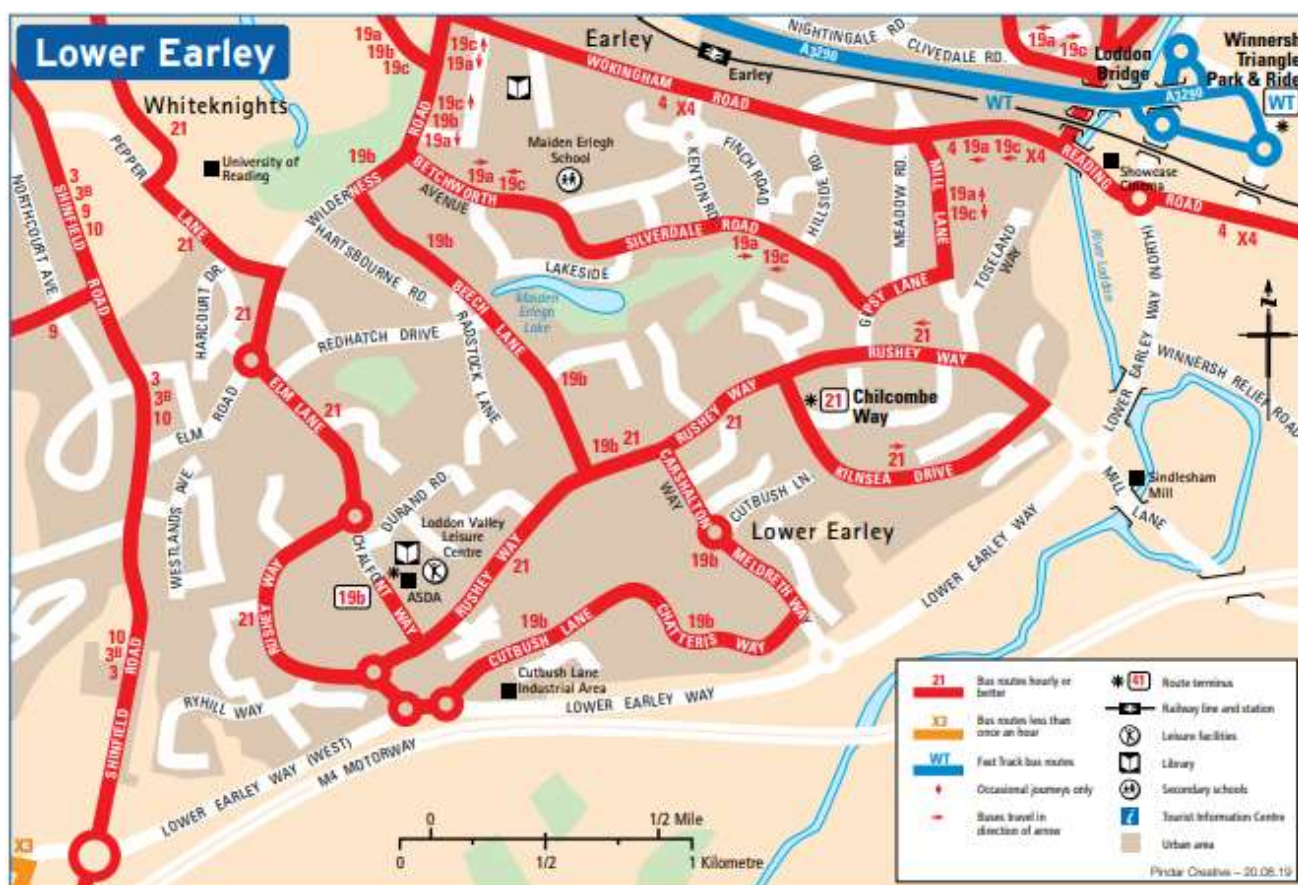 Lower Earley
19a
19b
19c
19c
19a
Earley
NIGHTINGALE RD.
CLIVEDALE RD.
19a
19c
Loddon
Bridge
Winnersh
Triangle
Park & Ride
WT
A3290
A3290
WT
Earley
WOKINGHAM ROAD
4 X4
Whiteknights
21
PEPPER LANE
University of
Reading
19c
19b
19a
ROAD
Maiden Erlegh
School
19b
WILDERNESS
BETCHWORTH
AVENUE
19a
19c
KENTON RD.
FINCH ROAD
HILLSIDE RD.
MEADOW RD.
MILL LANE
4 19a 19c X4
19a
19c
READING ROAD
Showcase
Cinema
4 X4
3
3B
9
10
SHINFIELD ROAD
NORTHCOURT AVE.
21
HARTSBOURNE RD.
19b
SILVERDALE ROAD
19a
19c
LAKESIDE
Maiden
Erlegh
Lake
GIPSY LANE
TOSELAND WAY
River Loddon
LOWER EARLEY WAY (NORTH)
N
9
HARCOURT DR.
21
REDHATCH DRIVE
RADSTOCK LANE
BEECH LANE
21
RUSHEY WAY
WINNERSH RELIEF ROAD
3
3B
10
ELM ROAD
ELM LANE
21
19b
RUSHEY WAY
21
21
Chilcombe
Way
19b 21
21
KILNSEA DRIVE
CARSHALTON
WAY
CUTBUSH LN.
Sindlesham
Mill
MILL LANE
WESTLANDS AVE.
DURAND RD.
Loddon Valley
Leisure
Centre
CHALFONT WAY
ASDA
19b
RUSHEY WAY
21
Lower Earley
19b
MELDRETH WAY
LOWER EARLEY WAY
RUSHEY WAY
21
10
3B
3
SHINFIELD ROAD
19b
CUTBUSH LANE
19b
CHATTERIS WAY
Cutbush Lane
Industrial Area
RYHILL WAY
LOWER EARLEY WAY
LOWER EARLEY WAY (WEST)
M4 MOTORWAY
X3
0 1/2 Mile
0 1/2 1 Kilometre
21 Bus routes hourly or
better
X3 Bus routes less than
once an hour
WT Fast Track bus routes
Occasional journeys only
Buses travel in
direction of arrow
41 Route terminus
Railway line and station
Leisure facilities
Library
Secondary schools
i Tourist Information Centre
Urban area
Pindar Creative – 20.08.19